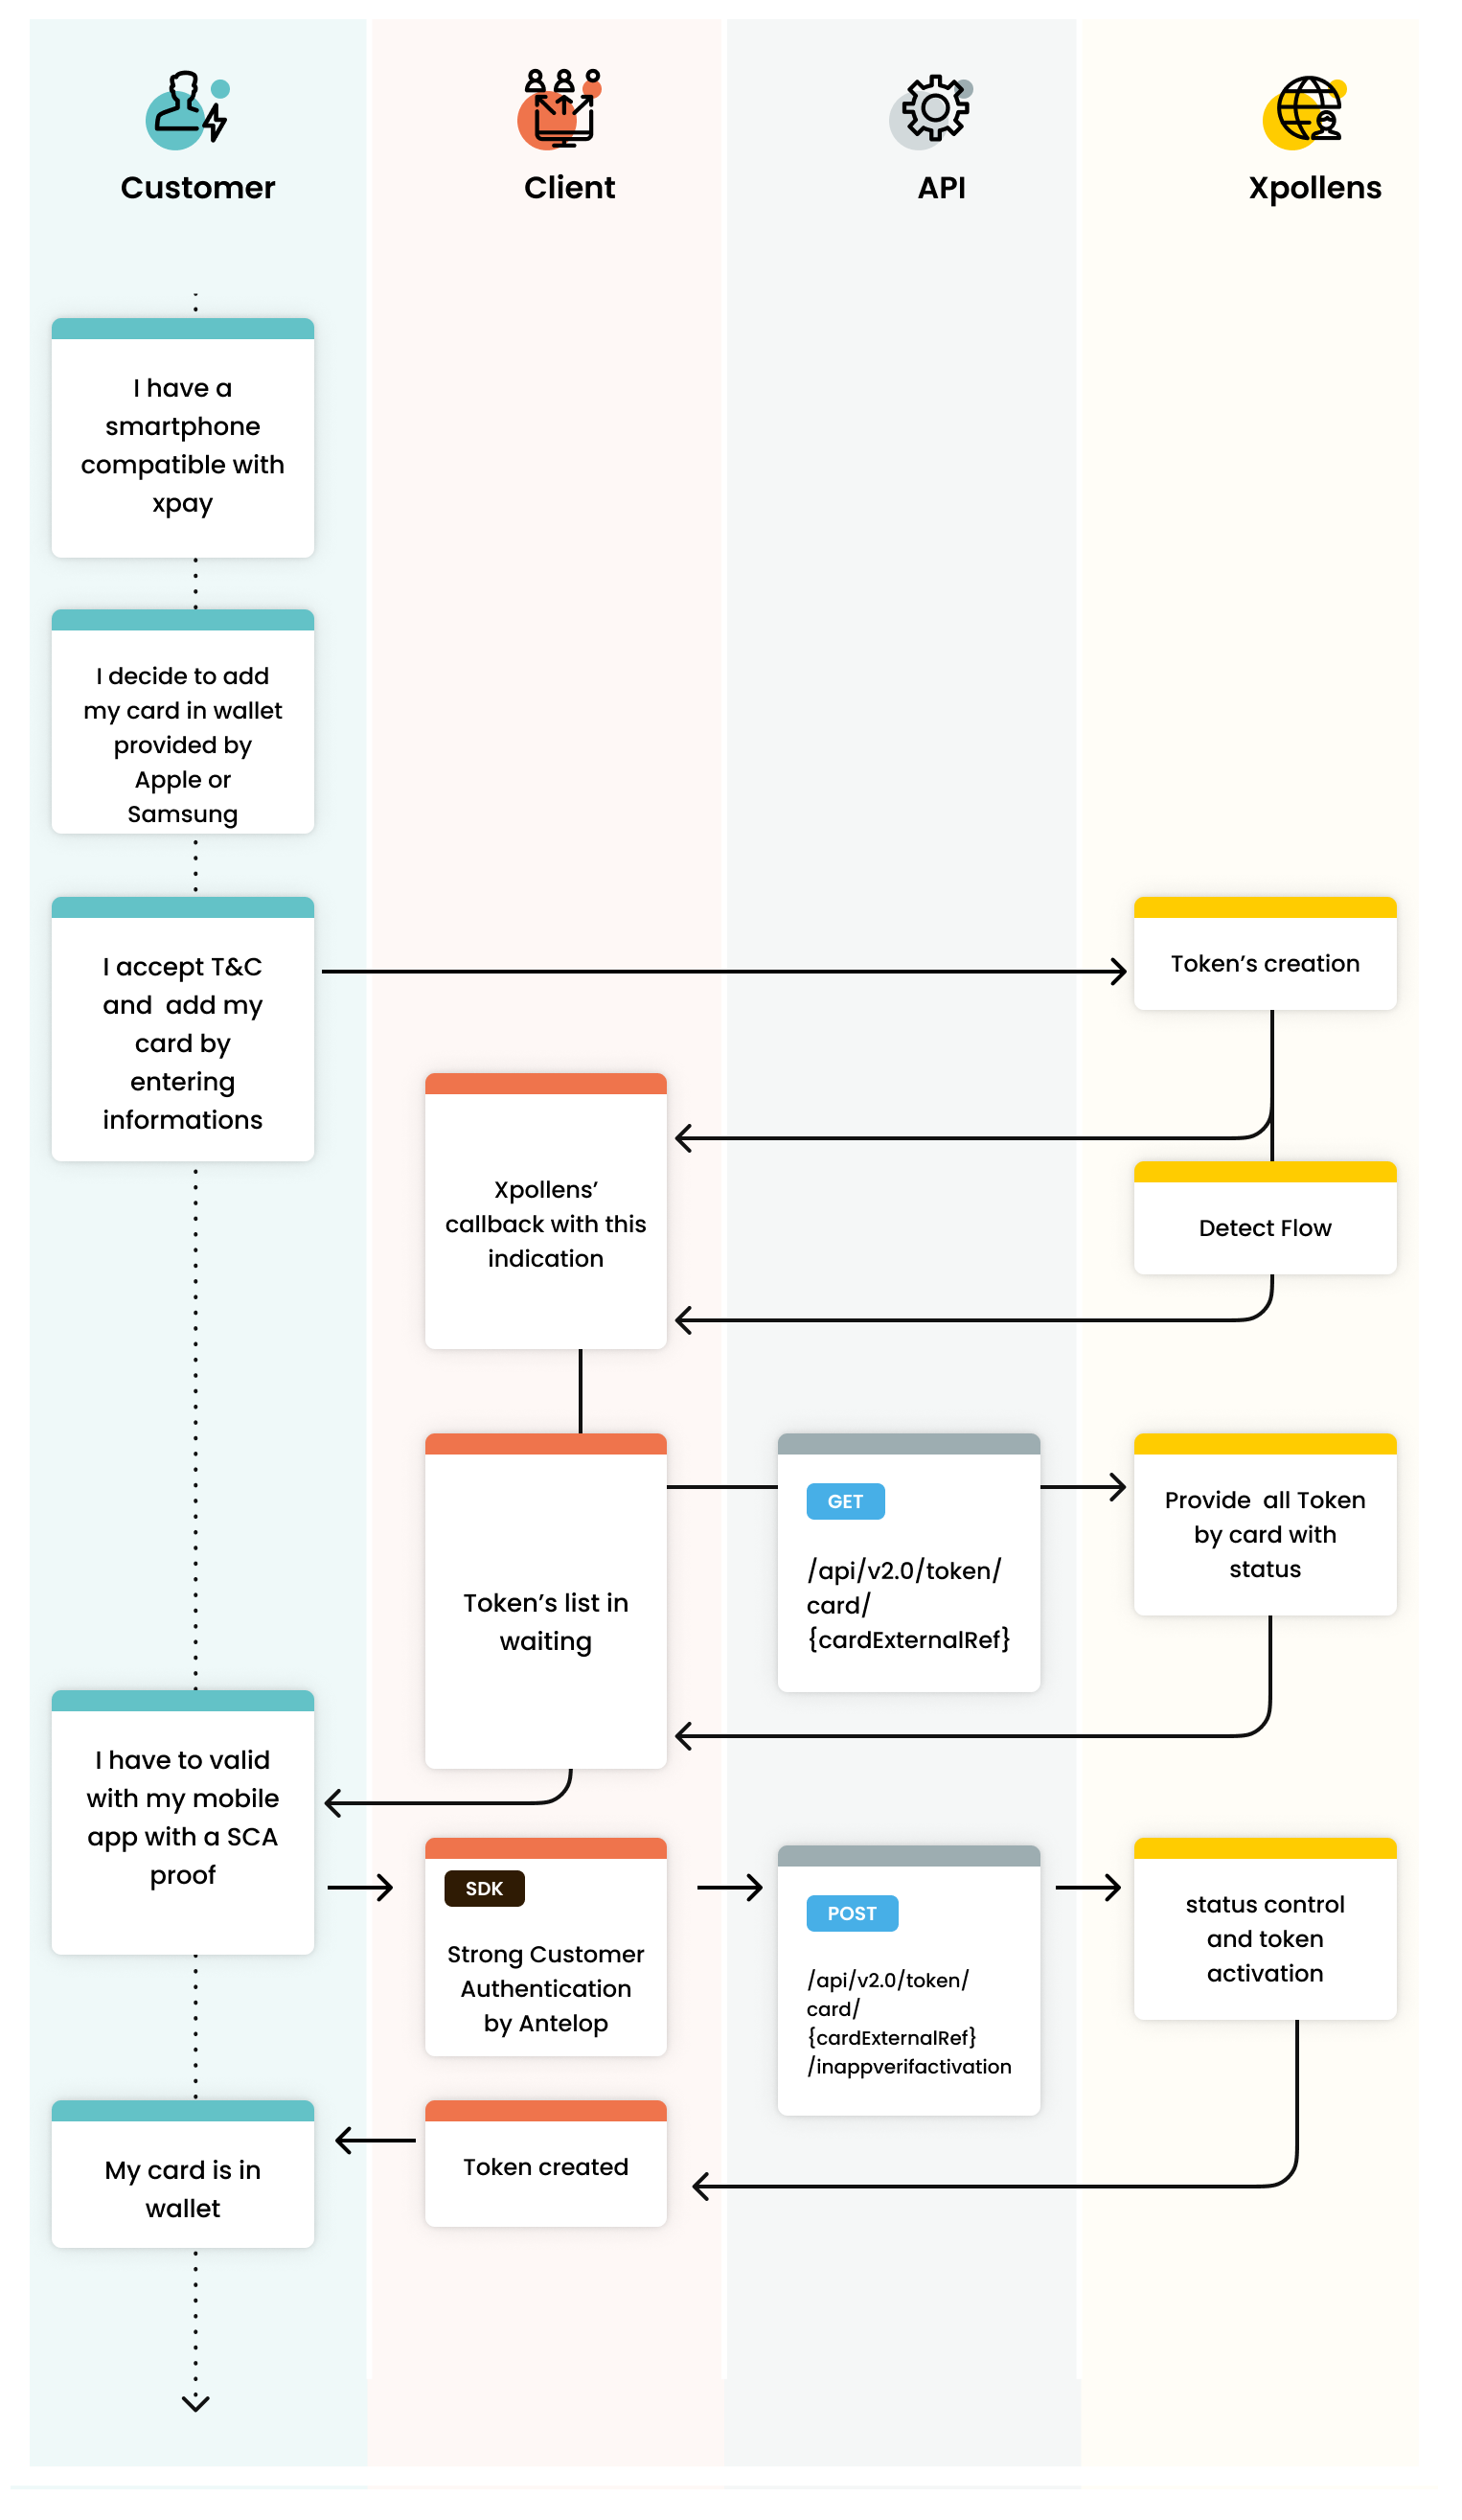 Customer
Client
API
Xpollens
I have a
smartphone
compatible with
xpay
I decide to add
my card in wallet
provided by
Apple or
Samsung
I accept T&C
and  add my
card by
entering
informations
Token’s creation
Xpollens’
callback with this
indication
Detect Flow
Token’s list in
waiting
GET
/api/v2.0/token/
card/
{cardExternalRef}
Provide  all Token
by card with
status
I have to valid
with my mobile
app with a SCA
proof
SDK
Strong Customer
Authentication
by Antelop
POST
/api/v2.0/token/
card/
{cardExternalRef}
/inappverifactivation
status control
and token
activation
My card is in
wallet
Token created